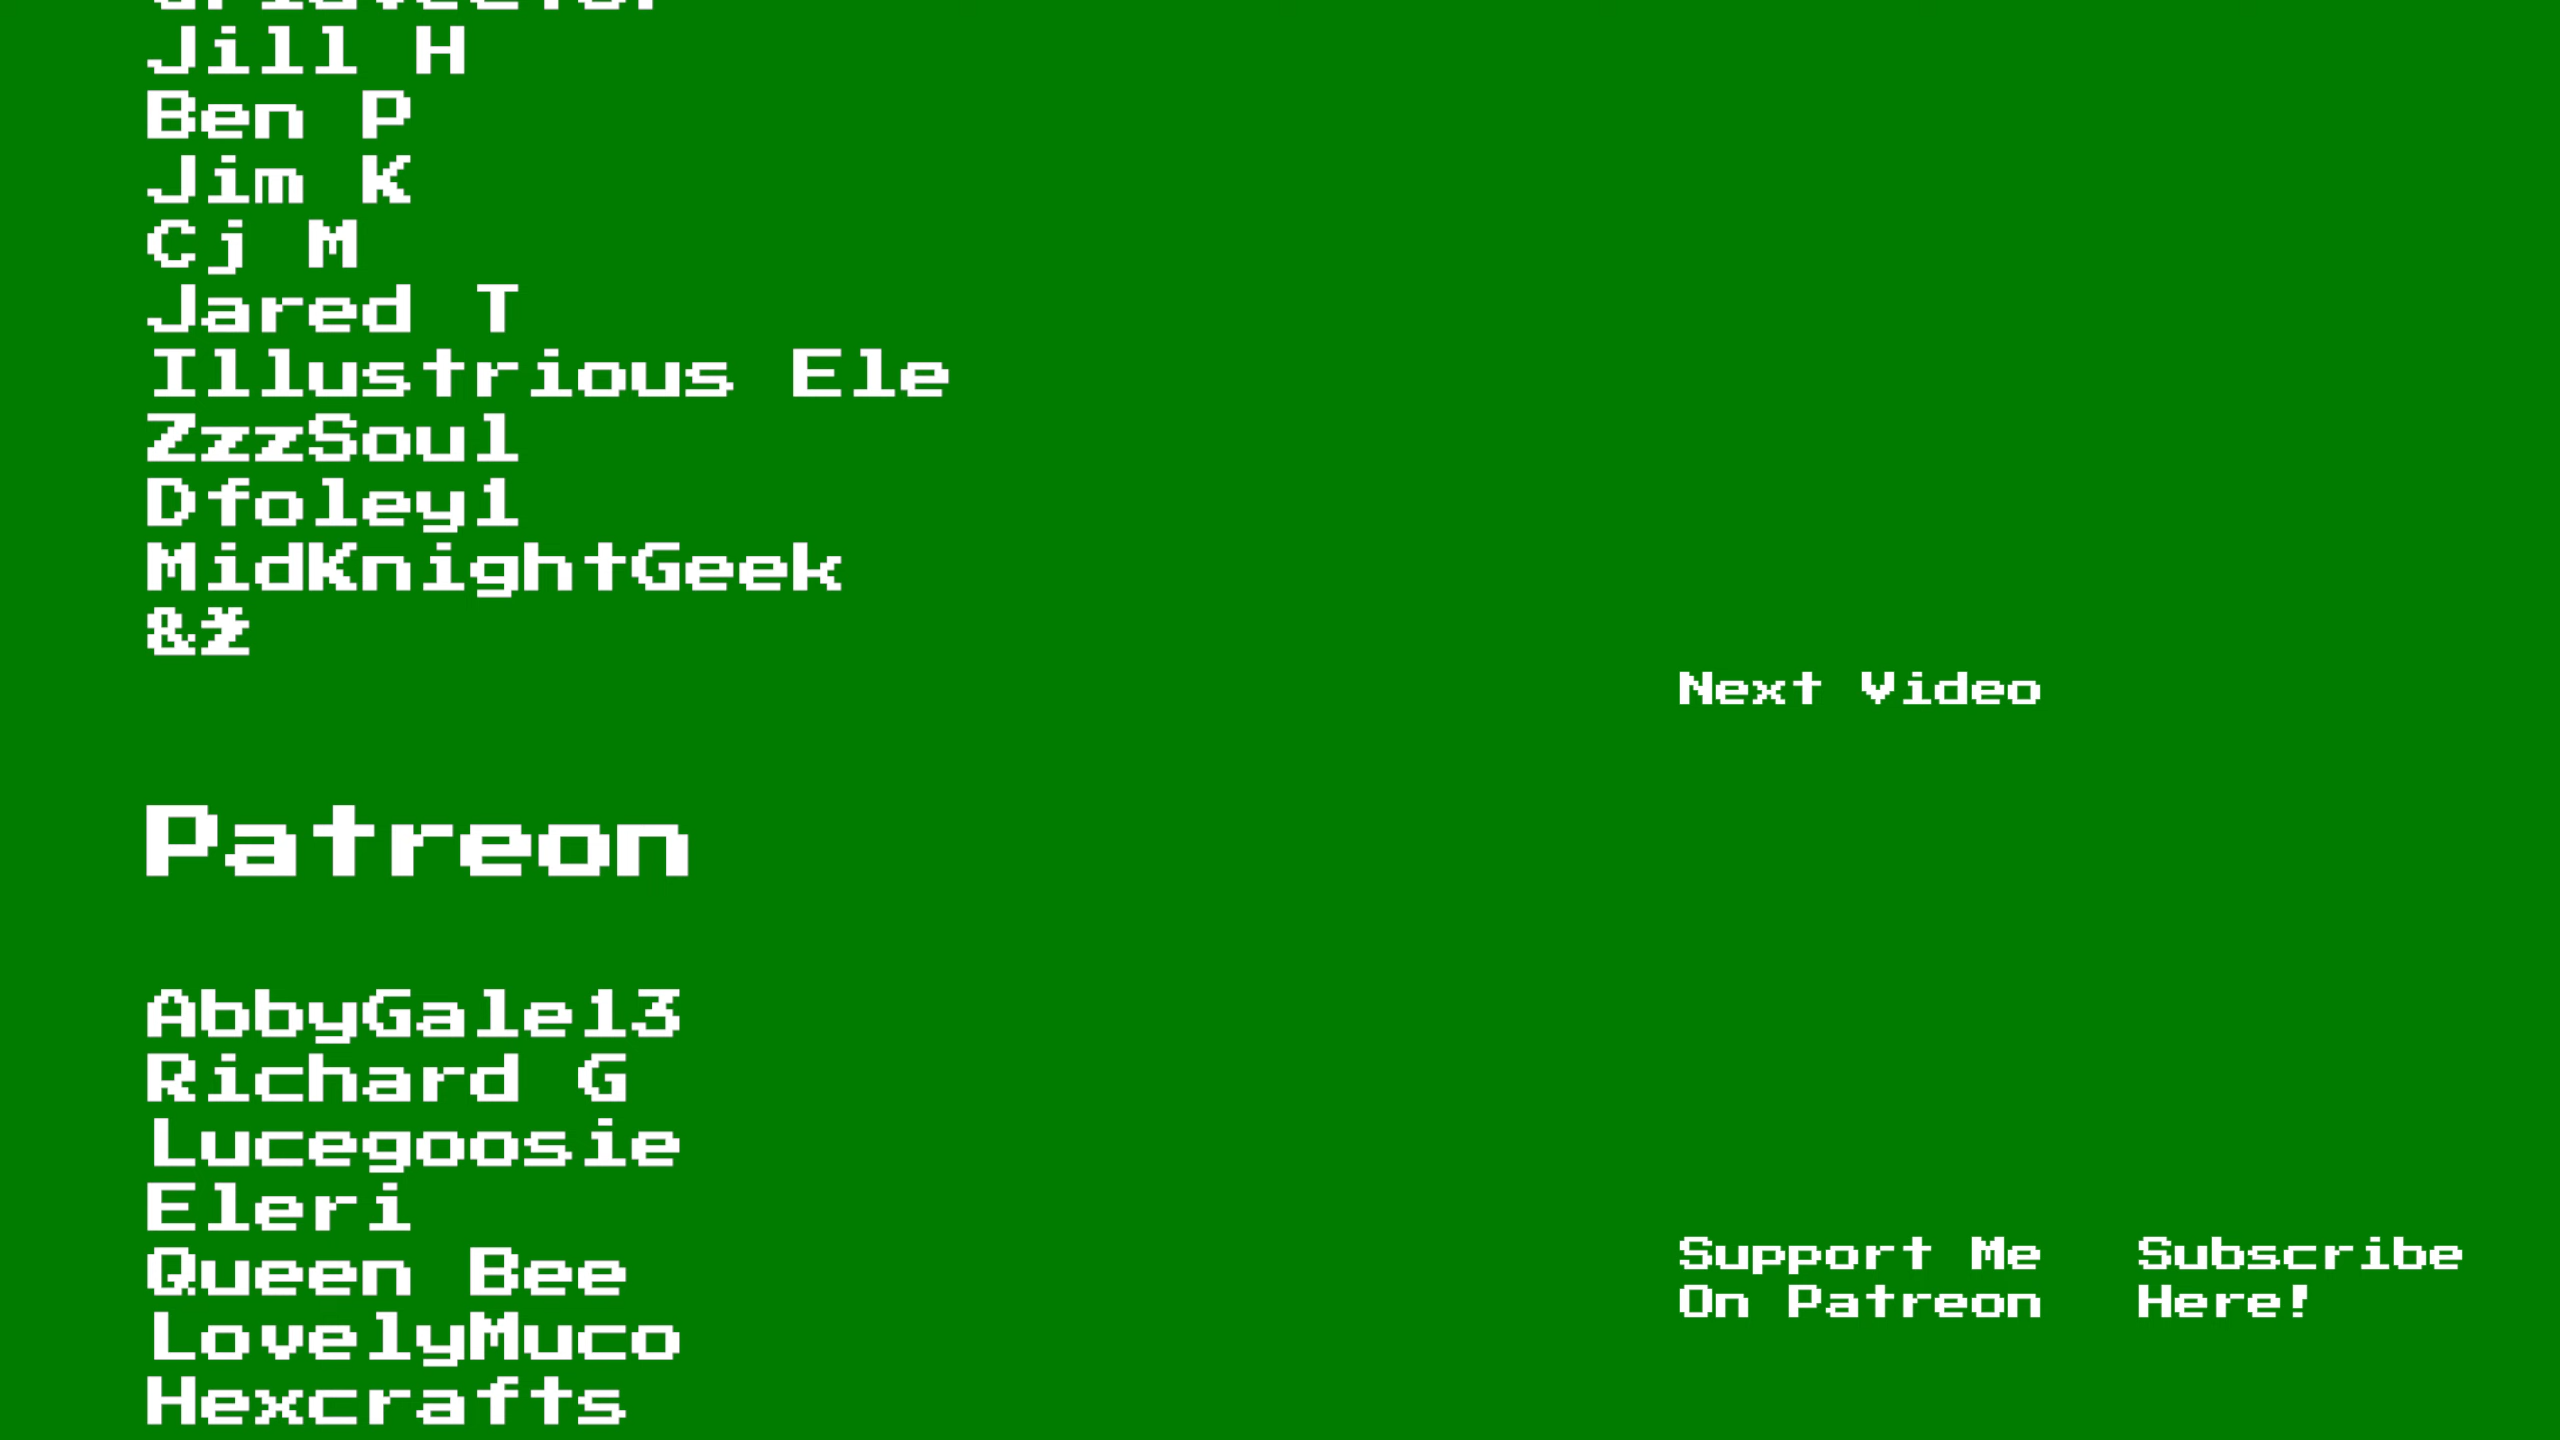 Jill H
Ben P
Jim K
Cj M
Jared T
Illustrious Ele
ZzzSoul
Dfoley1
MidKnightGeek
&ž
Next Video
Patreon
AbbyGale13
Richard G
Lucegoosie
Eleri
Queen Bee
LovelyMuco
Hexcrafts
Support Me
On Patreon
Subscribe
Here!